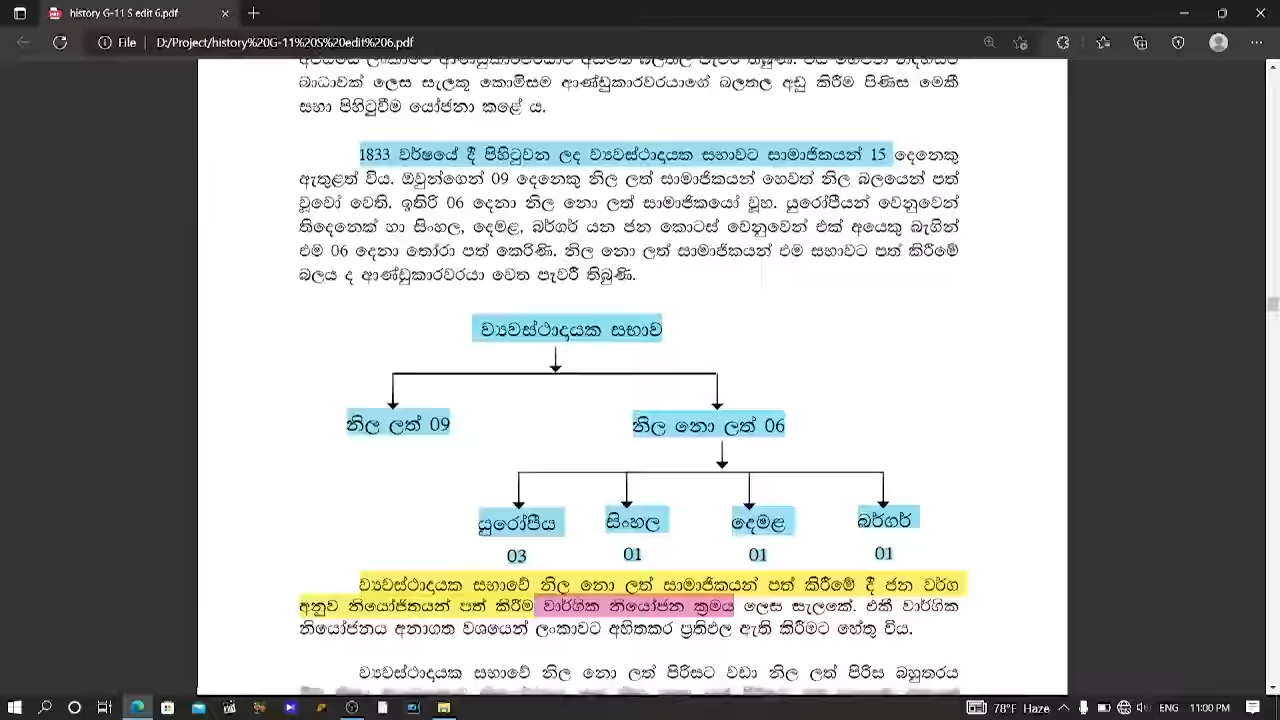 history G-11 S edit 6.pdf
File D:/Project/history%20G-11%20S%20edit%206.pdf
බාධාවක් ලෙස සැලකූ කොමිසම ආණ්ඩුකාරවරයාගේ බලතල අඩු කිරීම පිණිස මෙකී
සභා පිහිටුවීම යෝජනා කළේ ය.
1833 වර්ෂයේ දී පිහිටුවන ලද ව්‍යවස්ථාදායක සභාවට සාමාජිකයන් 15 දෙනෙකු
ඇතුළත් විය. ඔවුන්ගෙන් 09 දෙනෙකු නිල ලත් සාමාජිකයන් හෙවත් නිල බලයෙන් පත්
වූවෝ වෙති. ඉතිරි 06 දෙනා නිල නො ලත් සාමාජිකයෝ වූහ. යුරෝපීයන් වෙනුවෙන්
තිදෙනෙක් හා සිංහල, දෙමළ, බර්ගර් යන ජන කොටස් වෙනුවෙන් එක් අයෙකු බැගින්
එම 06 දෙනා තෝරා පත් කෙරිණි. නිල නො ලත් සාමාජිකයන් එම සභාවට පත් කිරීමේ
බලය ද ආණ්ඩුකාරවරයා වෙත පැවරී තිබුණි.
ව්‍යවස්ථාදායක සභාව
නිල ලත් 09 නිල නො ලත් 06
යුරෝපීය සිංහල දෙමළ බර්ගර්
03 01 01 01
ව්‍යවස්ථාදායක සභාවේ නිල නො ලත් සාමාජිකයන් පත් කිරීමේ දී ජන වර්ග
අනුව නියෝජිතයන් පත් කිරීම වාර්ගික නියෝජන ක්‍රමය ලෙස සැලකේ. එකී වාර්ගික
නියෝජනය අනාගත වශයෙන් ලංකාවට අහිතකර ප්‍රතිඵල ඇති කිරීමට හේතු විය.
ව්‍යවස්ථාදායක සභාවේ නිල නො ලත් පිරිසට වඩා නිල ලත් පිරිස බහුතරය
78°F Haze ENG 11:00 PM